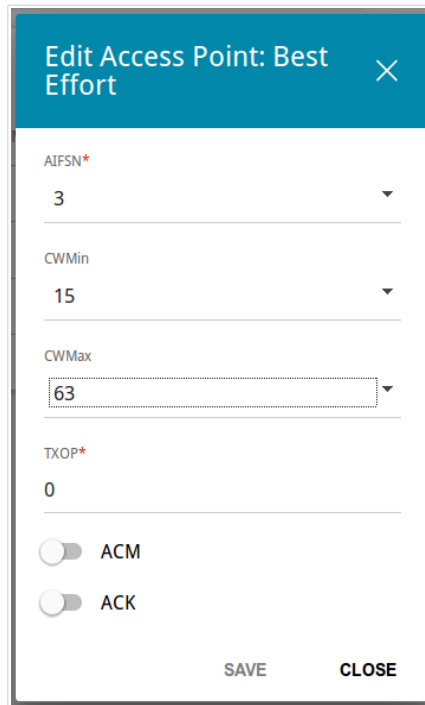 Edit Access Point: Best
Effort
AIFSN*
3
CWMin
15
CWMax
63
TXOP*
0
ACM
ACK
SAVE CLOSE